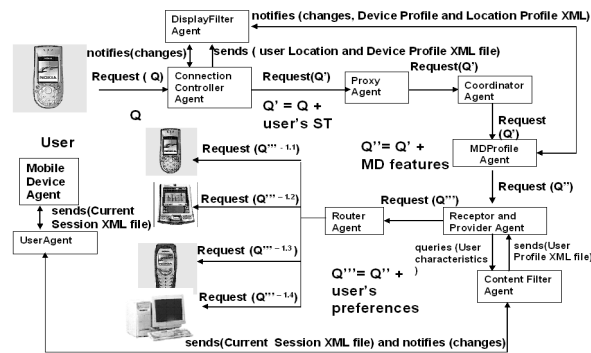 DisplayFilter
Agent
notifies (changes, Device Profile and Location Profile XML)
notifies(changes)
sends ( user Location and Device Profile XML file)
Request ( Q)
Connection
Controller
Agent
Request(Q')
Proxy
Agent
Request(Q')
Coordinator
Agent
NOKIA
Q
Q' = Q +
user's ST
Request
(Q')
Q''= Q' +
MD features
MDProfile
Agent
User
Mobile
Device
Agent
Request (Q''' - 1.1)
Request (Q'')
Request (Q''' - 1.2)
Router
Agent
Request (Q''')
Receptor and
Provider Agent
sends(Current
Session XML file)
UserAgent
queries (User
characteristics
)
sends(User
Profile XML file)
Request (Q''' - 1.3)
Q'''= Q'' +
user's
preferences
Content Filter
Agent
Request (Q''' - 1.4)
sends(Current Session XML file) and notifies (changes)